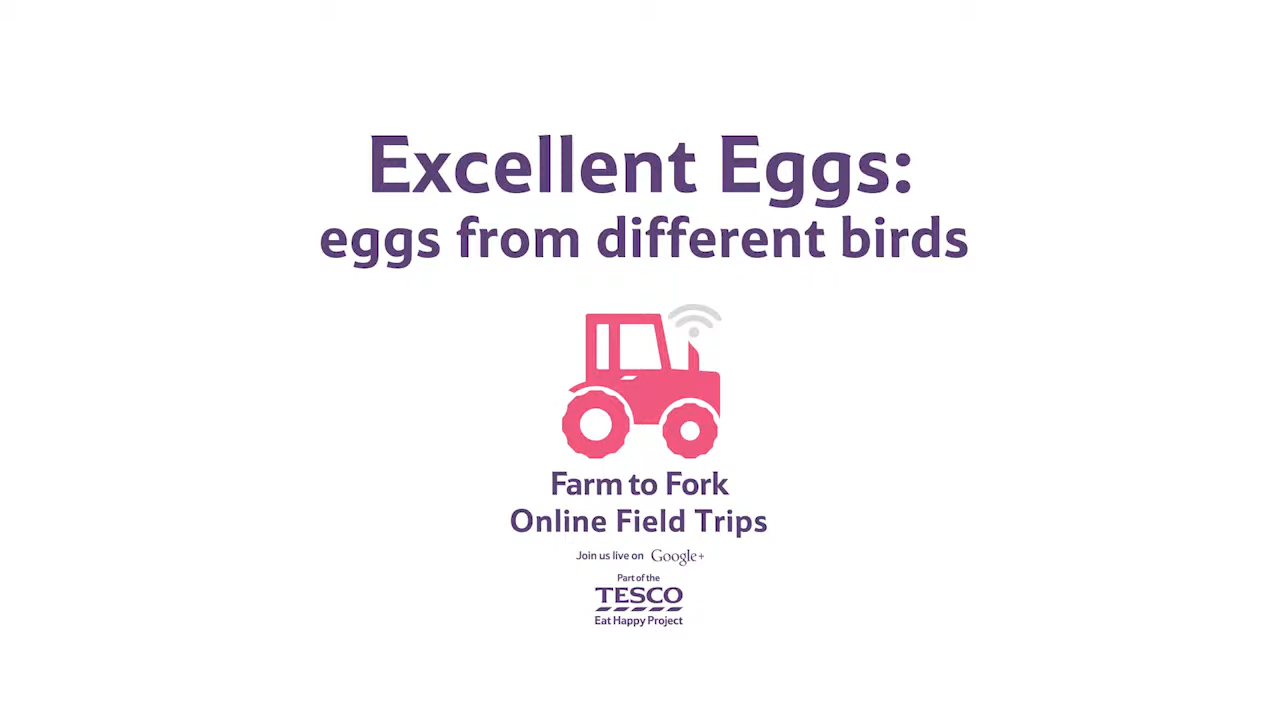 Excellent Eggs:
eggs from different birds
Farm to Fork
Online Field Trips
Join us live on Google+
Part of the
TESCO
Eat Happy Project